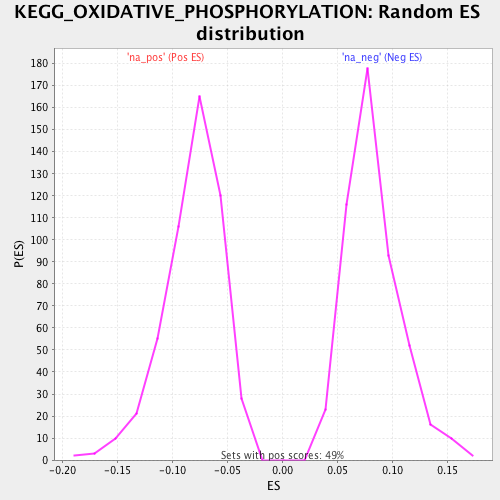 KEGG_OXIDATIVE_PHOSPHORYLATION: Random ES
distribution
'na_pos' (Pos ES)
'na_neg' (Neg ES)
180
170
160
150
140
130
120
110
100
90
80
70
60
50
40
30
20
10
0
P(ES)
Sets with pos scores: 49%
-0.20 -0.15 -0.10 -0.05 0.00 0.05 0.10 0.15
ES